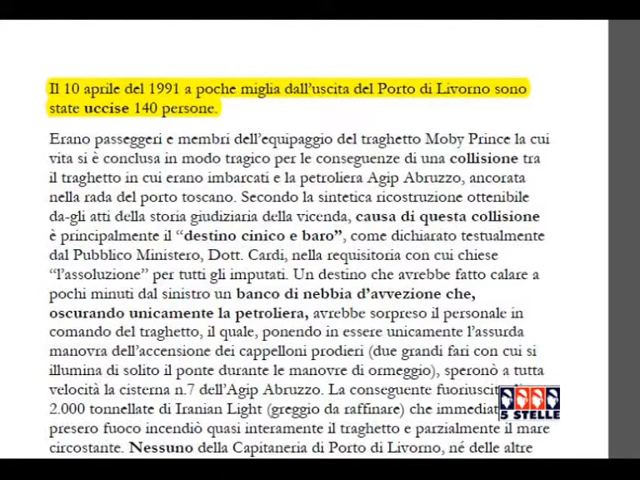 Il 10 aprile del 1991 a poche miglia dall'uscita del Porto di Livorno sono
state uccise 140 persone.
Erano passeggeri e membri dell'equipaggio del traghetto Moby Prince la cui
vita si è conclusa in modo tragico per le conseguenze di una collisione tra
il traghetto in cui erano imbarcati e la petroliera Agip Abruzzo, ancorata
nella rada del porto toscano. Secondo la sintetica ricostruzione ottenibile
da-gli atti della storia giudiziaria della vicenda, causa di questa collisione
è principalmente il "destino cinico e baro", come dichiarato testualmente
dal Pubblico Ministero, Dott. Cardi, nella requisitoria con cui chiese
"l'assoluzione" per tutti gli imputati. Un destino che avrebbe fatto calare a
pochi minuti dal sinistro un banco di nebbia d'avvezione che,
oscurando unicamente la petroliera, avrebbe sorpreso il personale in
comando del traghetto, il quale, ponendo in essere unicamente l'assurda
manovra dell'accensione dei cappelloni prodieri (due grandi fari con cui si
illumina di solito il ponte durante le manovre di ormeggio), speronò a tutta
velocità la cisterna n.7 dell'Agip Abruzzo. La conseguente
2.000 tonnellate di Iranian Light (greggio da raffinare) che
presero fuoco incendiò quasi interamente il traghetto e parzialmente il mare
circostante. Nessuno della Capitaneria di Porto di Livorno, né delle altre
5 STELLE